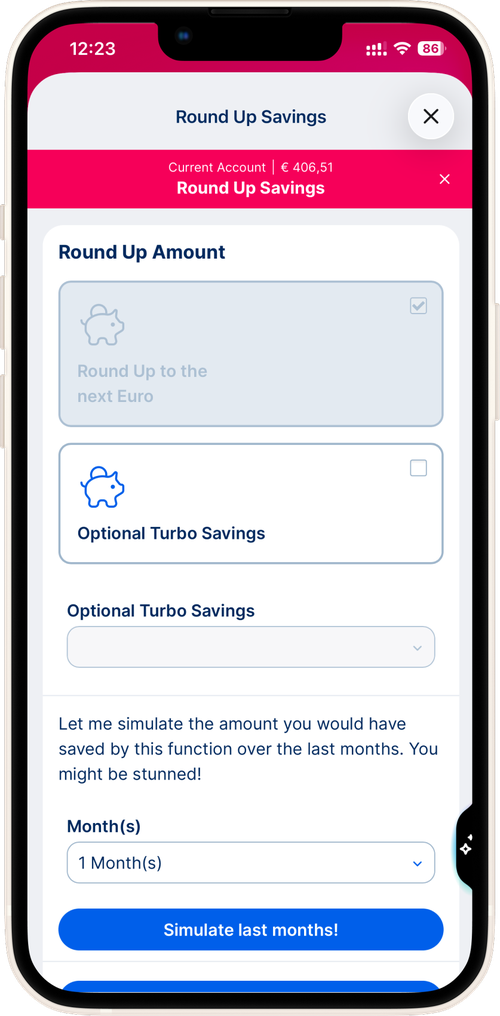 12:23
86
Round Up Savings
Current Account | € 406,51
Round Up Savings
Round Up Amount
Round Up to the
next Euro
Optional Turbo Savings
Optional Turbo Savings
Let me simulate the amount you would have
saved by this function over the last months. You
might be stunned!
Month(s)
1 Month(s)
Simulate last months!